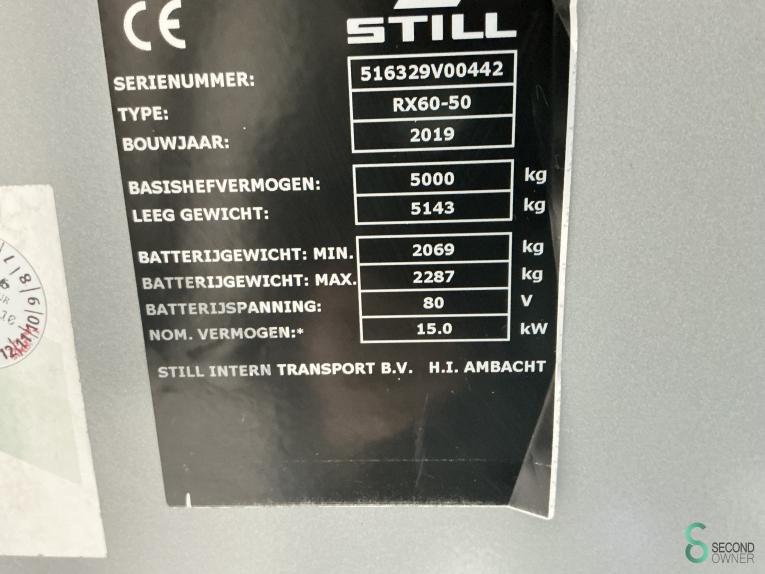 CE
STILL
SERIENUMMER: 516329V00442
TYPE: RX60-50
BOUWJAAR: 2019
BASISHEFVERMOGEN: 5000 kg
LEEG GEWICHT: 5143 kg
BATTERIJGEWICHT: MIN. 2069 kg
BATTERIJGEWICHT: MAX. 2287 kg
BATTERIJSPANNING: 80 V
NOM. VERMOGEN:* 15.0 kW
STILL INTERN TRANSPORT B.V. H.I. AMBACHT
SECOND
OWNER